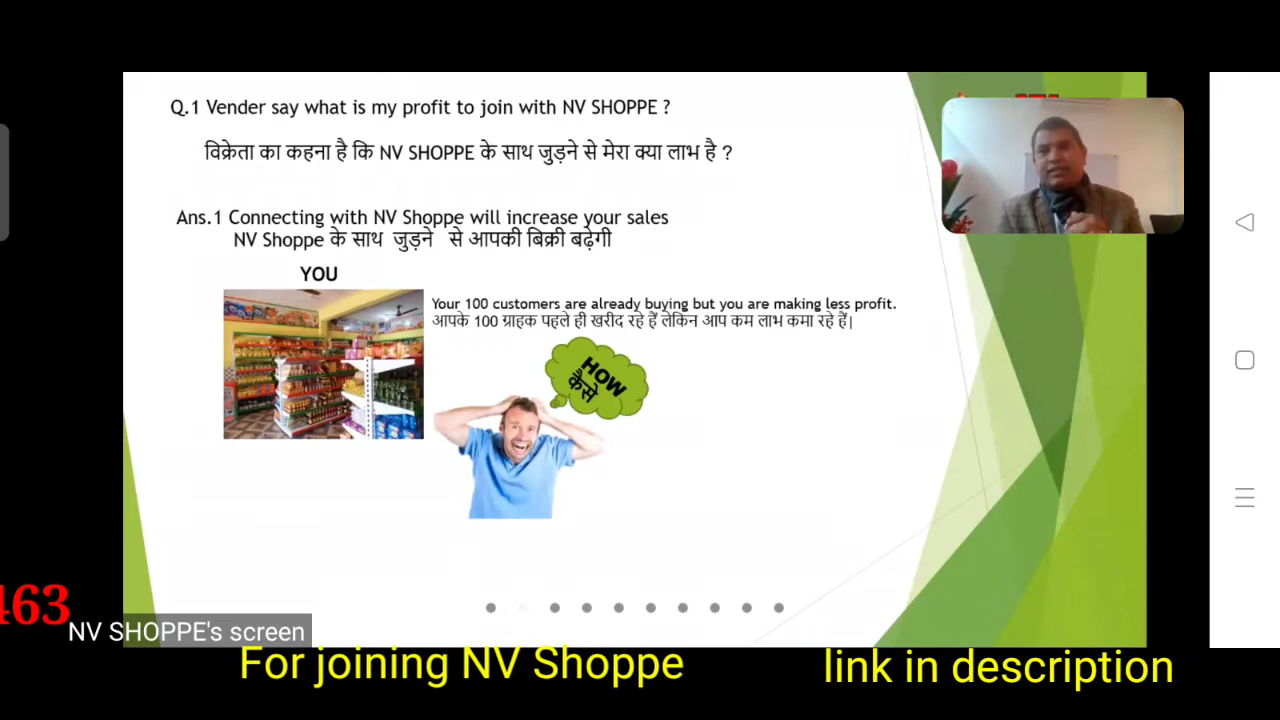 Q.1 Vender say what is my profit to join with NV SHOPPE ?
विक्रेता का कहना है कि NV SHOPPE के साथ जुड़ने से मेरा क्या लाभ है ?
Ans.1 Connecting with NV Shoppe will increase your sales
NV Shoppe के साथ जुड़ने से आपकी बिक्री बढ़ेगी
YOU
Your 100 customers are already buying but you are making less profit.
आपके 100 ग्राहक पहले ही खरीद रहे हैं लेकिन आप कम लाभ कमा रहे हैं|
HOW
कैसे
463
NV SHOPPE's screen
For joining NV Shoppe link in description